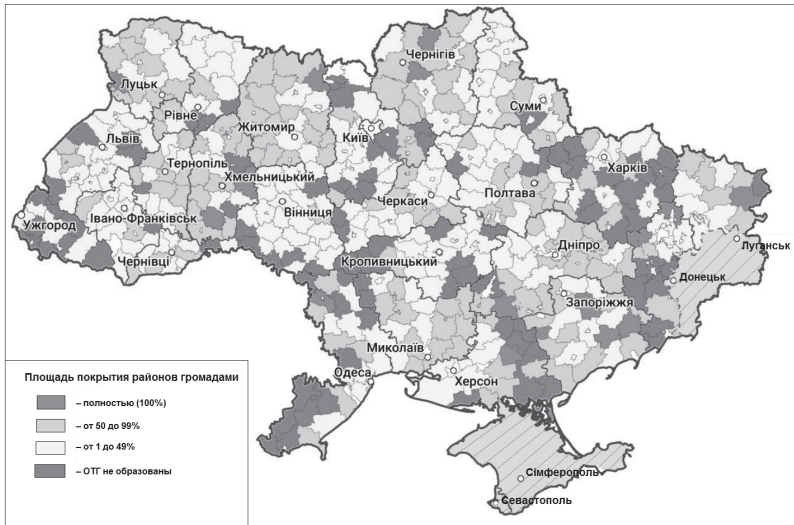 Чернігів
Луцьк
Рівне
Суми
Житомир
Київ
Львів
Харків
Тернопіль
Хмельницький
Полтава
Черкаси
Вінниця
Івано-Франківськ
Ужгород
Дніпро
Луганськ
Чернівці
Кропивницький
Донецьк
Запоріжжя
Миколаїв
Одеса
Херсон
Сімферополь
Севастополь
Площадь покрытия районов громадами
– полностью (100%)
– от 50 до 99%
– от 1 до 49%
– ОТГ не образованы